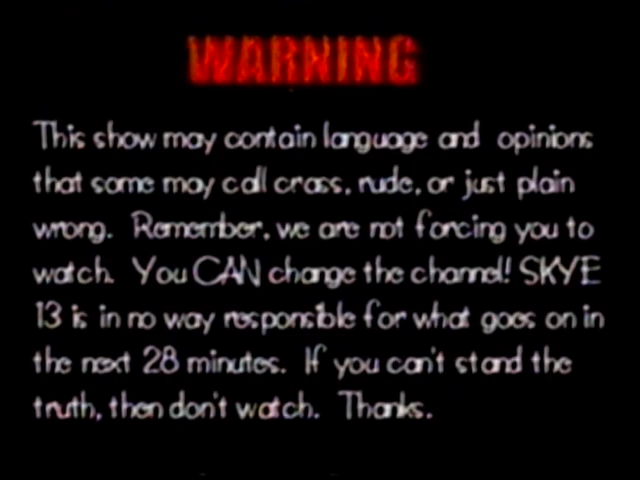 WARNING
This show may contain language and opinions
that some may call crass, rude, or just plain
wrong. Remember, we are not forcing you to
watch. You CAN change the channel! SKYE
13 is in no way responsible for what goes on in
the next 28 minutes. If you can't stand the
truth, then don't watch. Thanks.